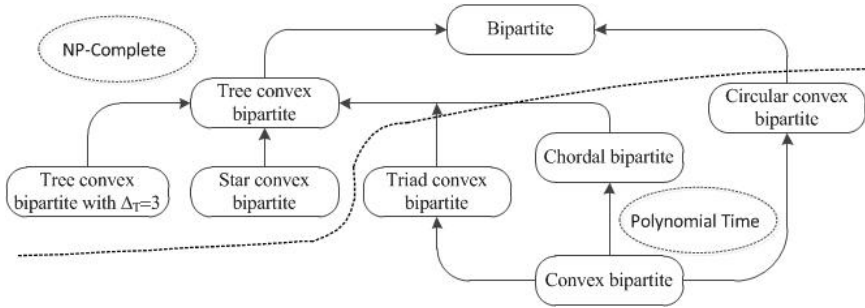 Bipartite
NP-Complete
Tree convex
bipartite
Circular convex
bipartite
Chordal bipartite
Tree convex
bipartite with Δ_T=3
Star convex
bipartite
Triad convex
bipartite
Polynomial Time
Convex bipartite